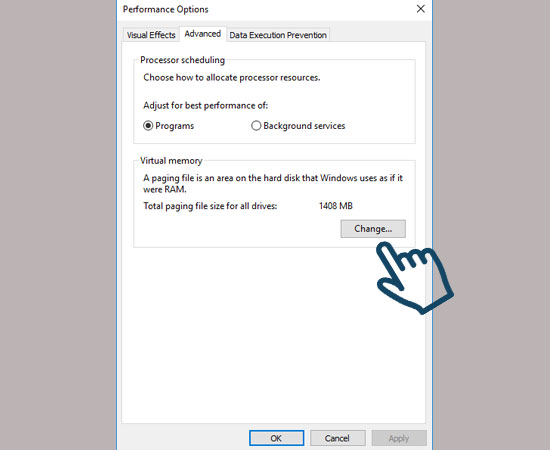 Performance Options
Visual Effects Advanced Data Execution Prevention
Processor scheduling
Choose how to allocate processor resources.
Adjust for best performance of:
Programs Background services
Virtual memory
A paging file is an area on the hard disk that Windows uses as if it
were RAM.
Total paging file size for all drives: 1408 MB
Change...
OK Cancel Apply